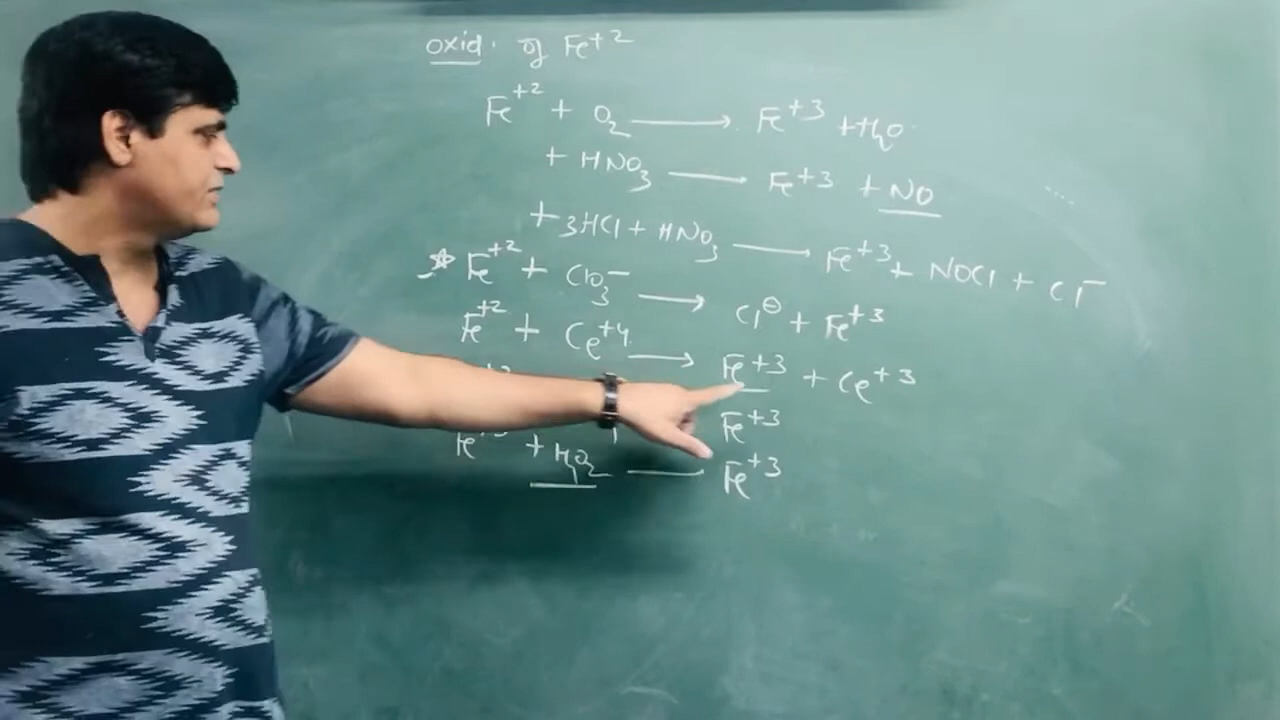 oxid. of Fe+2
Fe+2 + O2 ⟶ Fe+3 + H2O
+ HNO3 ⟶ Fe+3 + NO
+ 3HCl + HNO3 ⟶ Fe+3 + NOCl + Cl-
☆ Fe+2 + ClO3- ⟶ Cl⊖ + Fe+3
Fe+2 + Ce+4 ⟶ Fe+3 + Ce+3
Fe+3
+ H2O2 ⟶ Fe+3